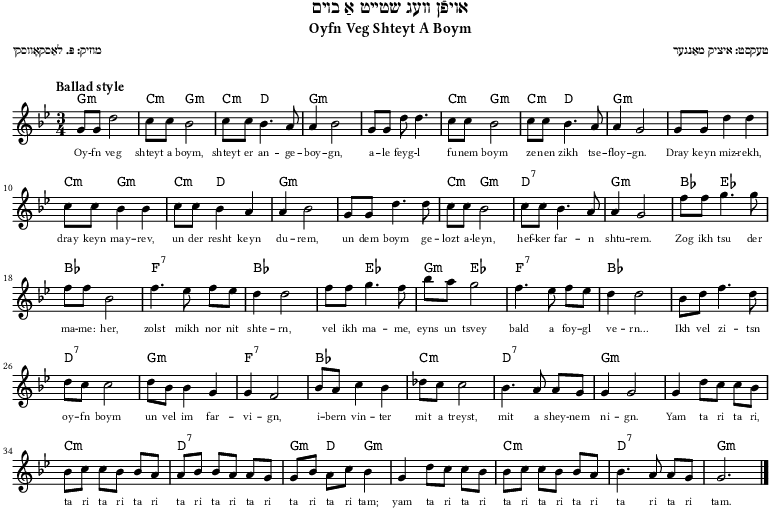 אויפֿן וועג שטייט אַ בוים
Oyfn Veg Shteyt A Boym
מוזיק: פּ. לאַסקאָווסקי
טעקסט: איציק מאַנגער
Ballad style
Gm Cm Gm Cm D Gm Cm Gm Cm D Gm
3 4
Oy-fn veg shteyt a boym, shteyt er an-ge-boy-gn, a-le feyg-l funem boym zenen zikh tse-floy-gn. Dray keyn miz-rekh,
10
Cm Gm Cm D Gm Cm Gm D7 Gm B♭ E♭
dray keyn may-rev, un der resht keyn du-rem, un dem boym ge-lozt a-leyn, hef-ker far-n shtu-rem. Zog ikh tsu der
18
B♭ F7 B♭ E♭ Gm E♭ F7 B♭
ma-me: her, zolst mikh nor nit shte-rn, vel ikh ma-me, eyns un tsvey bald a foy-gl ve-rn... Ikh vel zi-tsn
26
D7 Gm F7 B♭ Cm D7 Gm
oy-fn boym un vel im far-vi-gn, i-bern vin-ter mit a treyst, mit a shey-nem ni-gn. Yam ta ri ta ri,
34
Cm D7 Gm D Gm Cm D7 Gm
ta ri ta ri ta ri ta ri ta ri ta ri ta ri ta ri tam; yam ta ri ta ri ta ri ta ri ta ri ta ri ta ri tam.